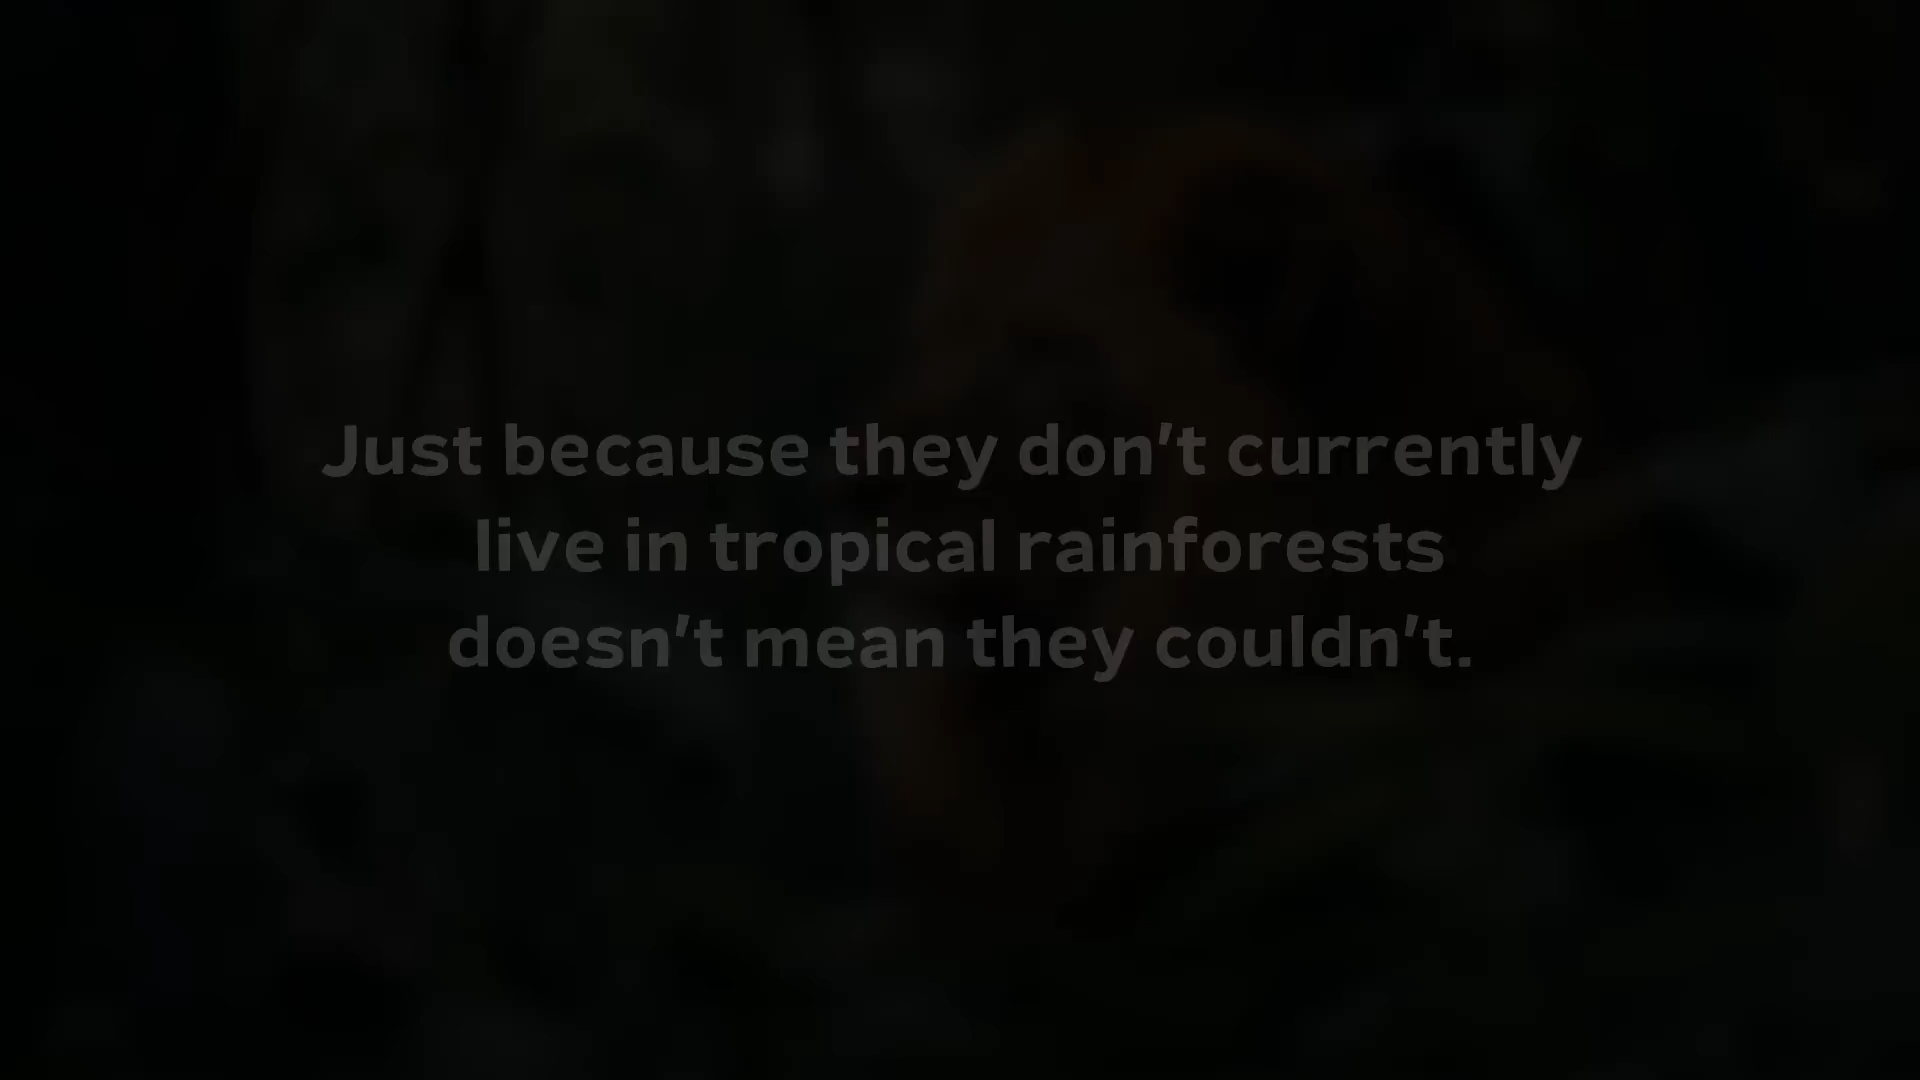 Just because they don't currently
live in tropical rainforests
doesn't mean they couldn't.